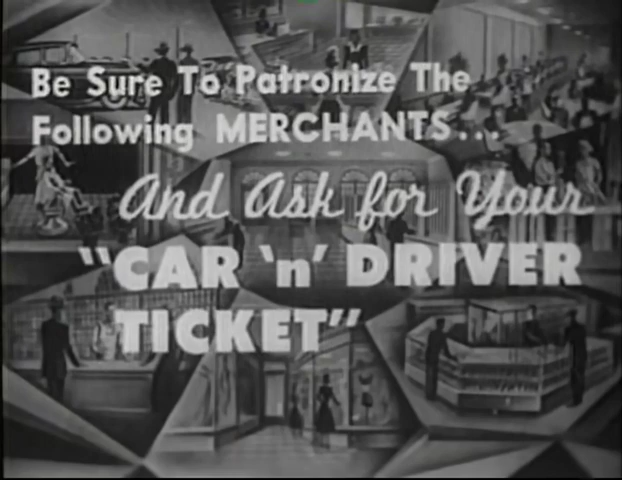 Be Sure To Patronize The
Following MERCHANTS...
And Ask for Your
"CAR 'n' DRIVER
TICKET"